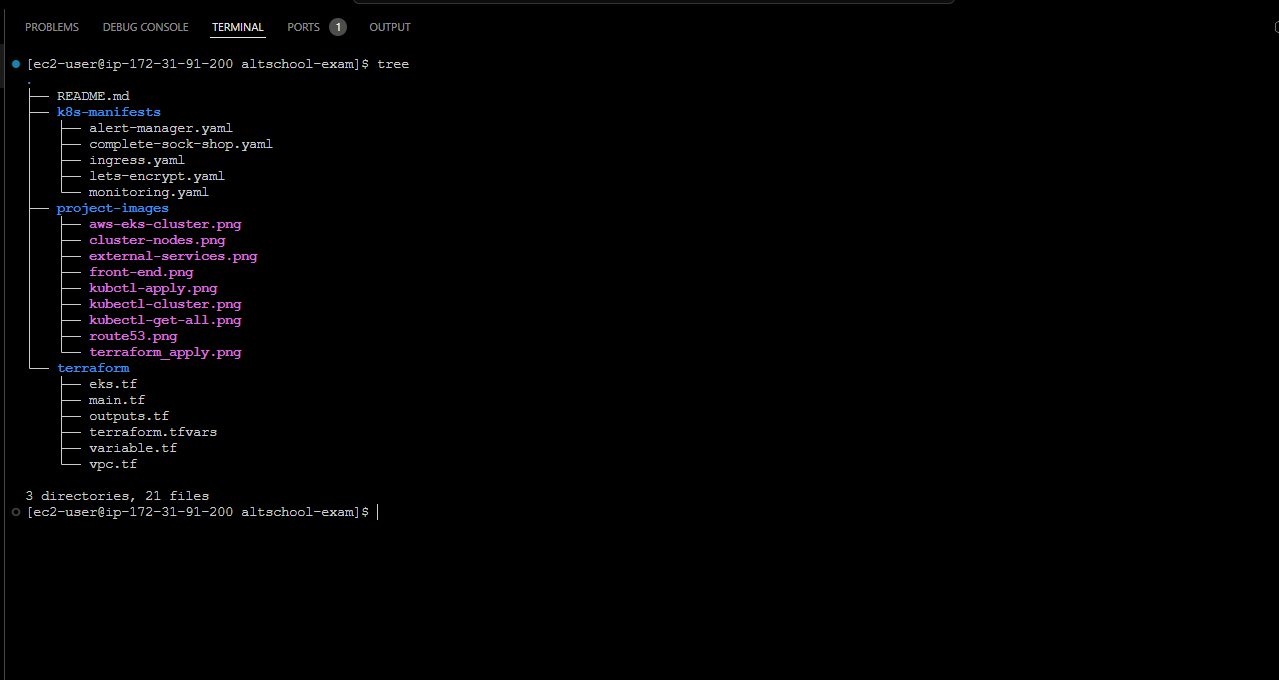 PROBLEMS DEBUG CONSOLE TERMINAL PORTS 1 OUTPUT
[ec2-user@ip-172-31-91-200 altschool-exam]$ tree
.
├── README.md
├── k8s-manifests
│   ├── alert-manager.yaml
│   ├── complete-sock-shop.yaml
│   ├── ingress.yaml
│   ├── lets-encrypt.yaml
│   └── monitoring.yaml
├── project-images
│   ├── aws-eks-cluster.png
│   ├── cluster-nodes.png
│   ├── external-services.png
│   ├── front-end.png
│   ├── kubctl-apply.png
│   ├── kubectl-cluster.png
│   ├── kubectl-get-all.png
│   ├── route53.png
│   └── terraform_apply.png
└── terraform
    ├── eks.tf
    ├── main.tf
    ├── outputs.tf
    ├── terraform.tfvars
    ├── variable.tf
    └── vpc.tf
3 directories, 21 files
[ec2-user@ip-172-31-91-200 altschool-exam]$